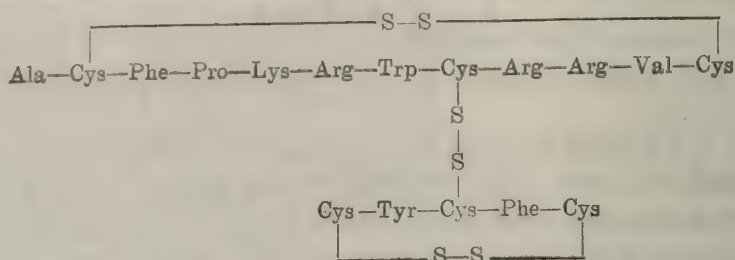 S—S
Ala—Cys—Phe—Pro—Lys—Arg—Trp—Cys—Arg—Arg—Val—Cys
S
S
Cys—Tyr—Cys—Phe—Cys
S—S